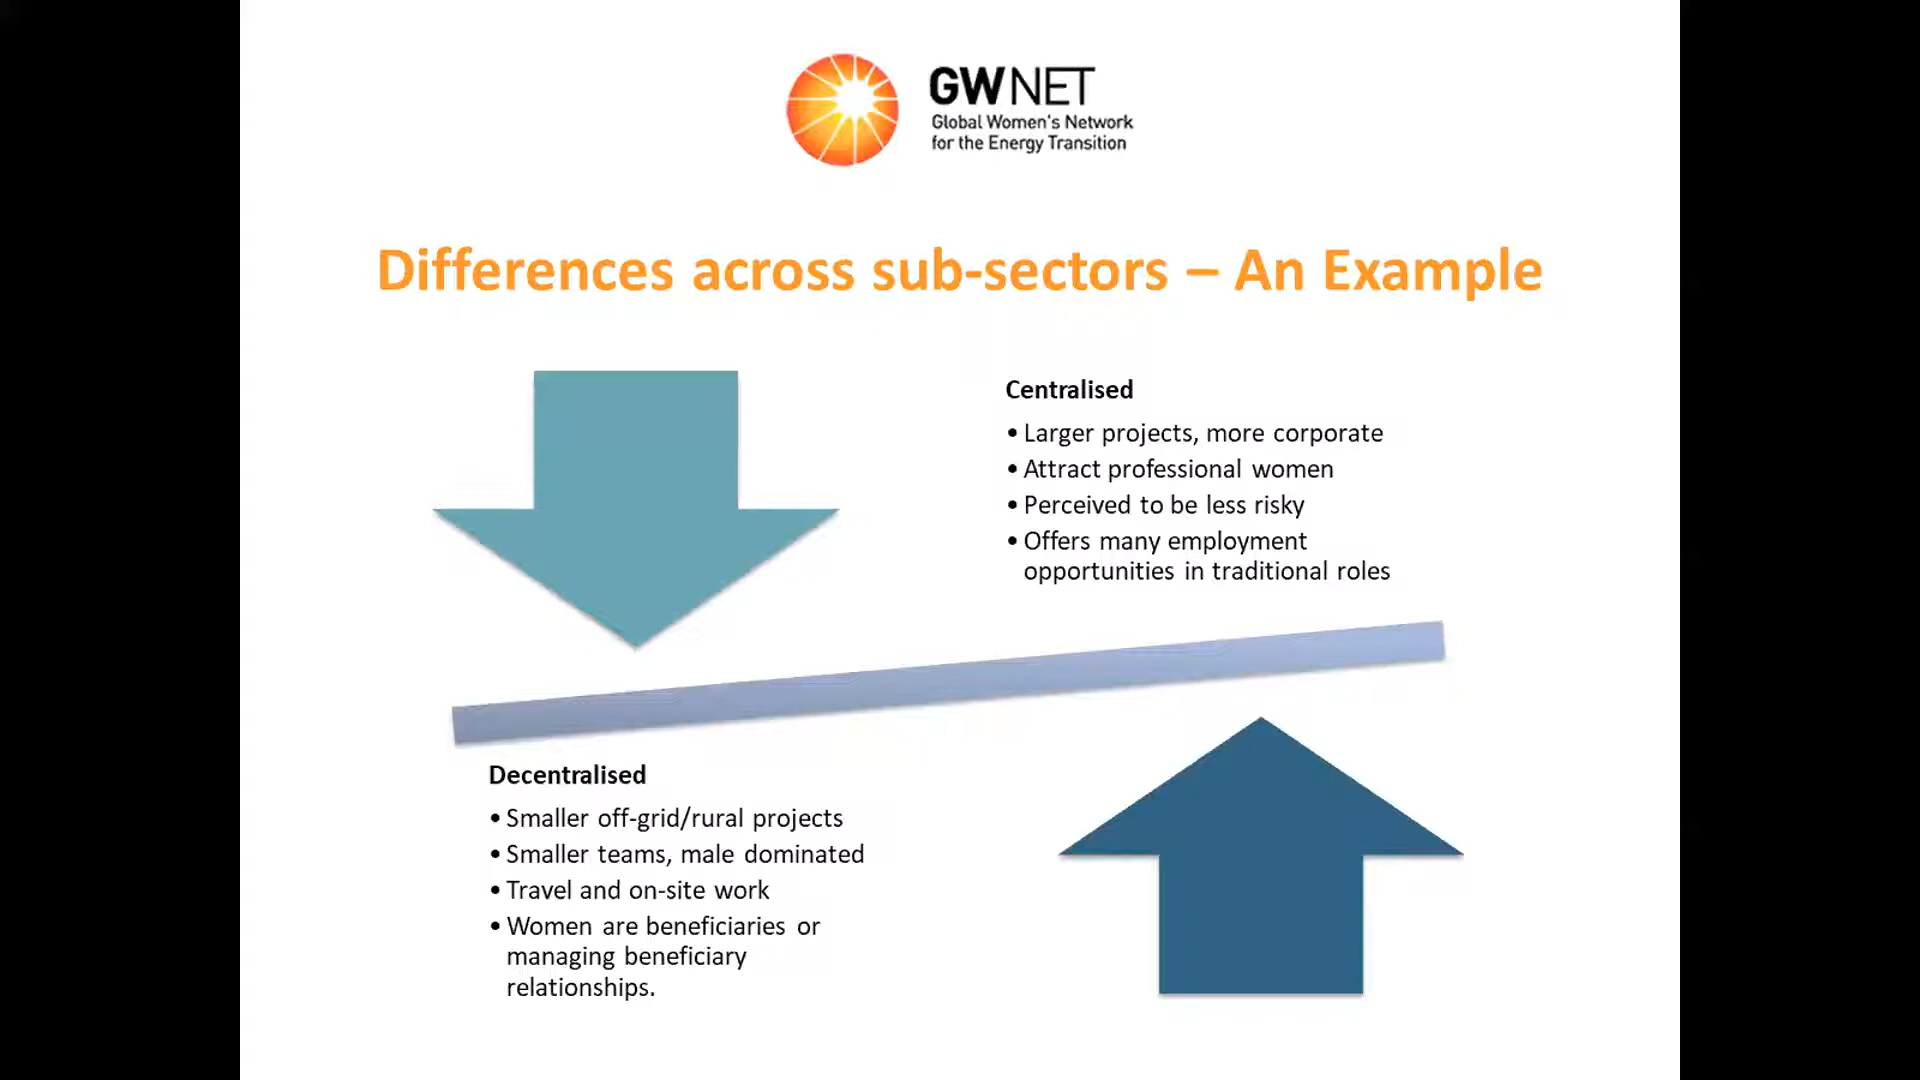 GWNET
Global Women's Network
for the Energy Transition
Differences across sub-sectors – An Example
Centralised
• Larger projects, more corporate
• Attract professional women
• Perceived to be less risky
• Offers many employment
opportunities in traditional roles
Decentralised
• Smaller off-grid/rural projects
• Smaller teams, male dominated
• Travel and on-site work
• Women are beneficiaries or
managing beneficiary
relationships.